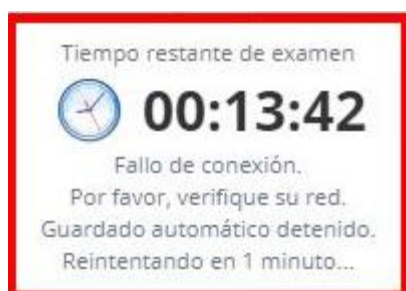 Tiempo restante de examen
00:13:42
Fallo de conexión.
Por favor, verifique su red.
Guardado automático detenido.
Reintentando en 1 minuto...